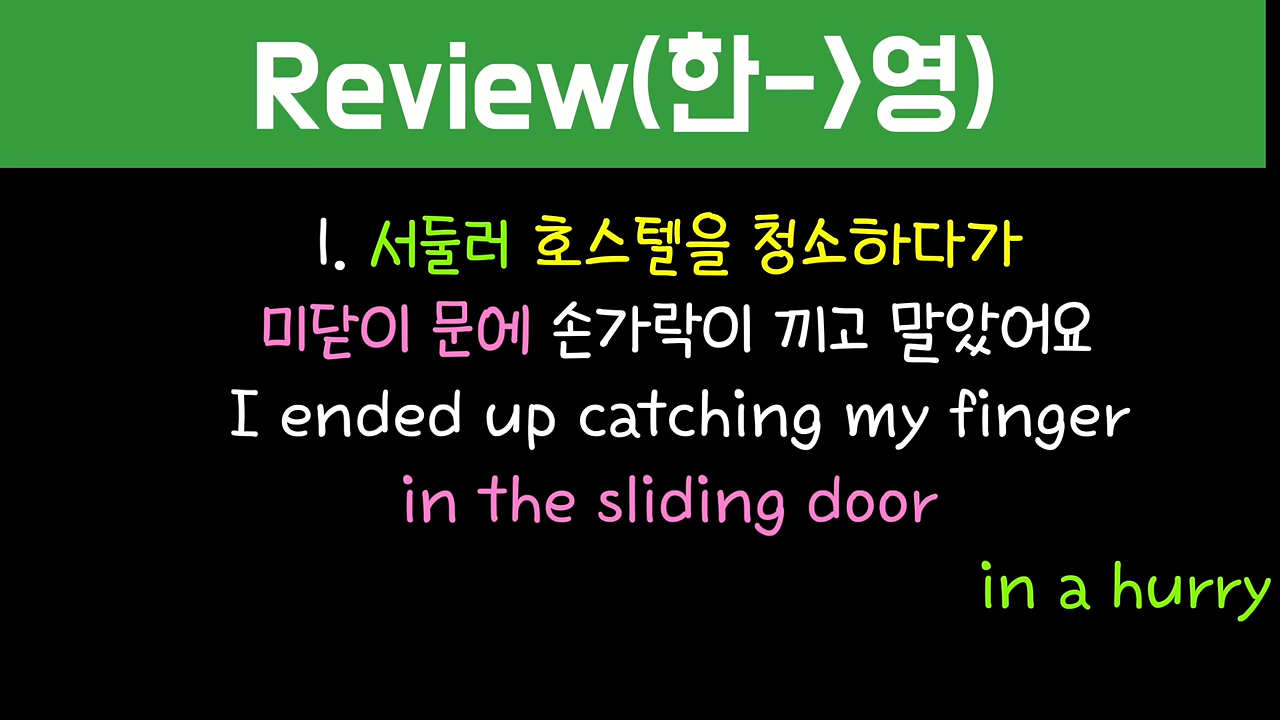 Review(한->영)
1. 서둘러 호스텔을 청소하다가
미닫이 문에 손가락이 끼고 말았어요
I ended up catching my finger
in the sliding door
in a hurry